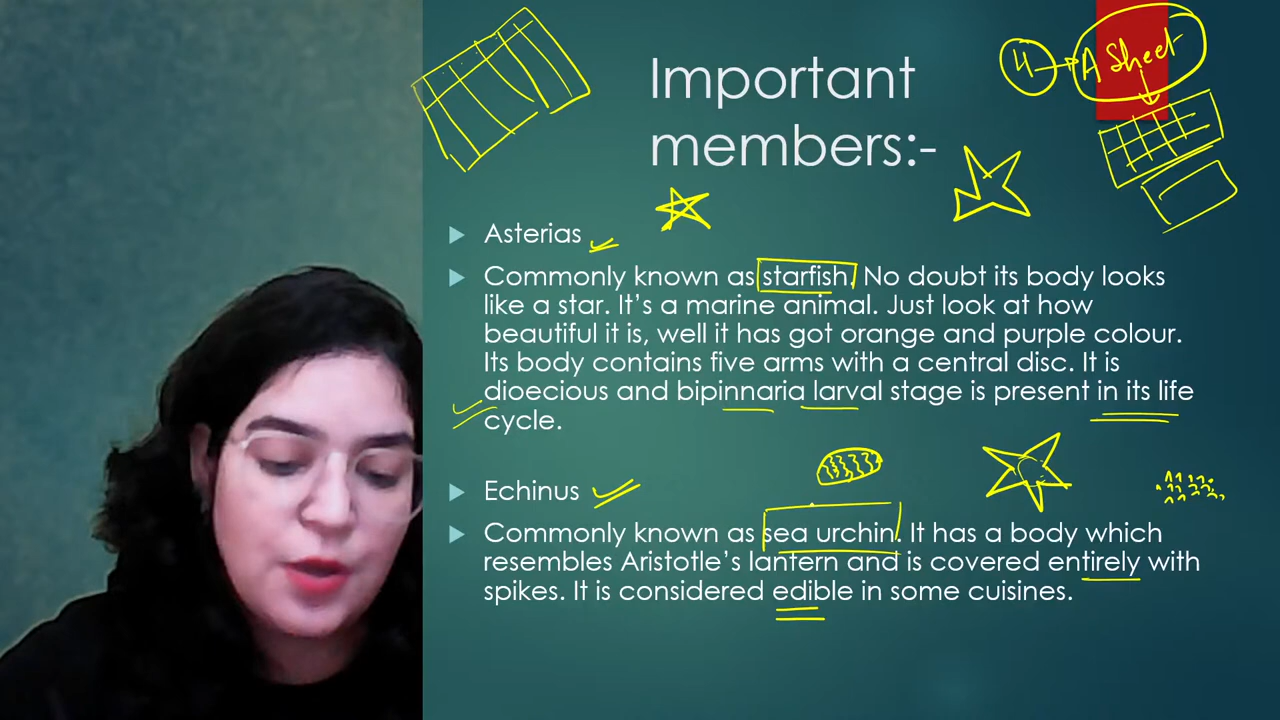 Important
members:-
4 → A Sheet
Asterias
Commonly known as starfish. No doubt its body looks
like a star. It's a marine animal. Just look at how
beautiful it is, well it has got orange and purple colour.
Its body contains five arms with a central disc. It is
dioecious and bipinnaria larval stage is present in its life
cycle.
Echinus
Commonly known as sea urchin. It has a body which
resembles Aristotle's lantern and is covered entirely with
spikes. It is considered edible in some cuisines.